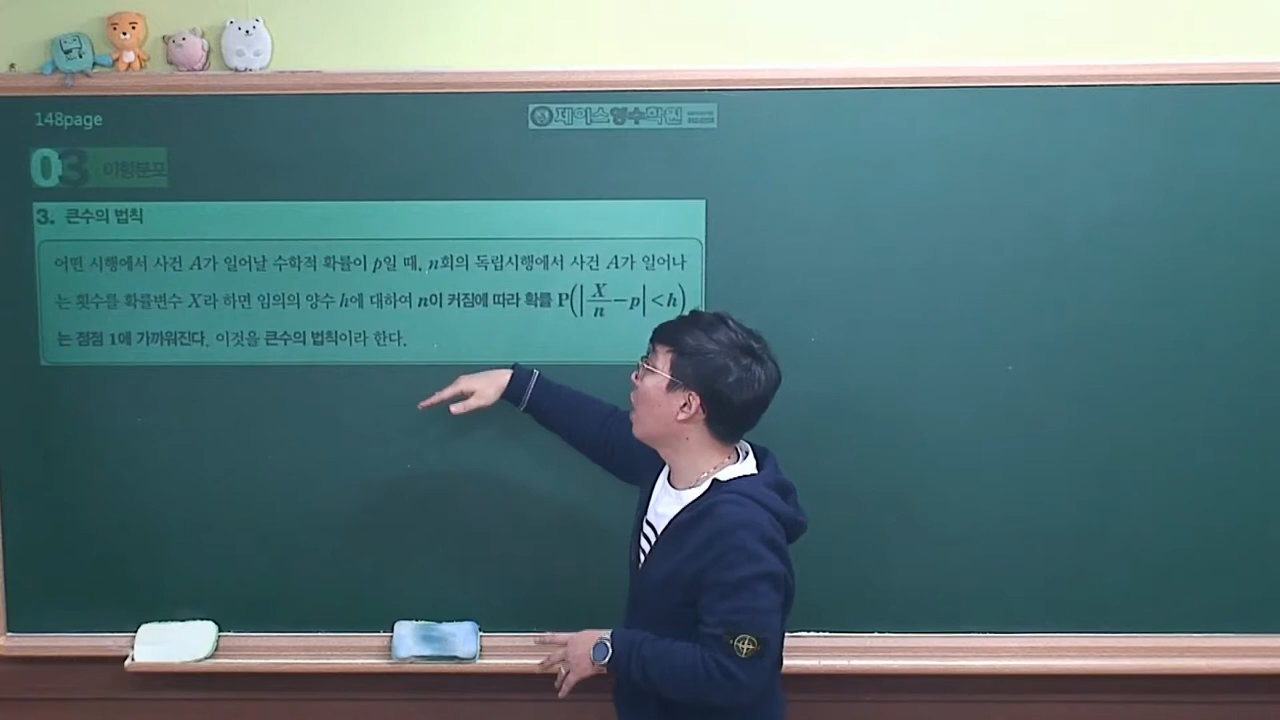 148page
제이스영수학원
03 이항분포
3. 큰수의 법칙
어떤 시행에서 사건 A가 일어날 수학적 확률이 p일 때, n회의 독립시행에서 사건 A가 일어나
는 횟수를 확률변수 X라 하면 임의의 양수 h에 대하여 n이 커짐에 따라 확률 P(|X/n-p|<h)
는 점점 1에 가까워진다. 이것을 큰수의 법칙이라 한다.